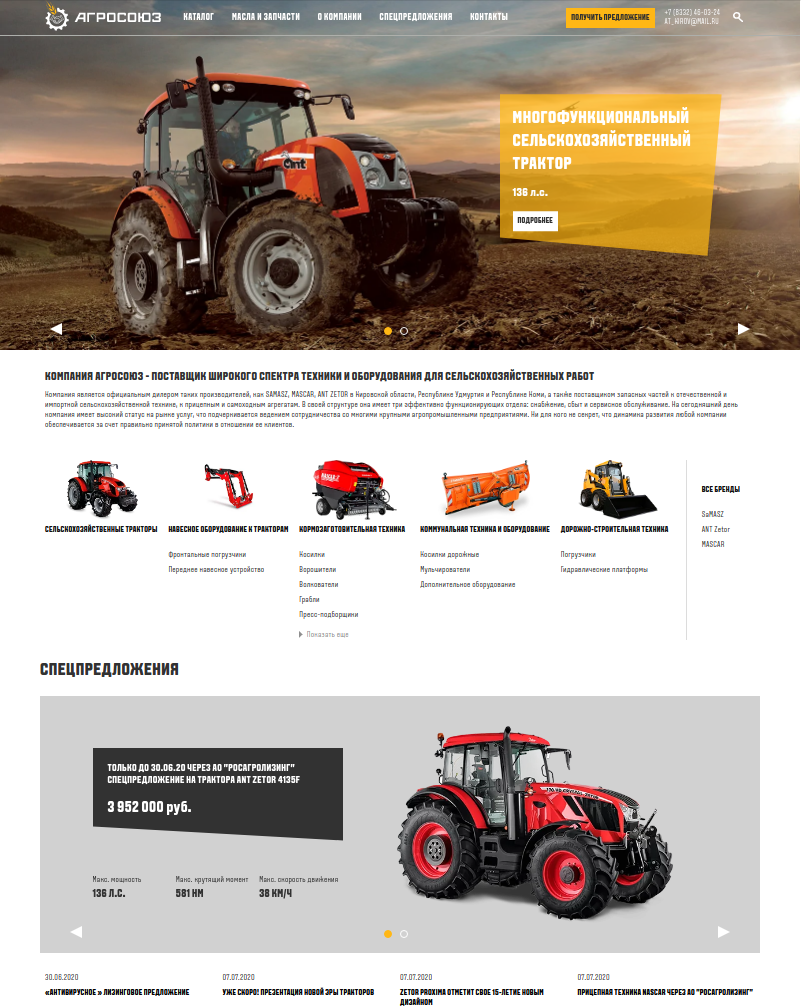 АГРОСОЮЗ
КАТАЛОГ
МАСЛА И ЗАПЧАСТИ
О КОМПАНИИ
СПЕЦПРЕДЛОЖЕНИЯ
КОНТАКТЫ
ПОЛУЧИТЬ ПРЕДЛОЖЕНИЕ
+7 (8332) 46-03-24
AT_KIROV@MAIL.RU
МНОГОФУНКЦИОНАЛЬНЫЙ
СЕЛЬСКОХОЗЯЙСТВЕННЫЙ
ТРАКТОР
136 л.с.
ПОДРОБНЕЕ
ant
КОМПАНИЯ АГРОСОЮЗ - ПОСТАВЩИК ШИРОКОГО СПЕКТРА ТЕХНИКИ И ОБОРУДОВАНИЯ ДЛЯ СЕЛЬСКОХОЗЯЙСТВЕННЫХ РАБОТ
Компания является официальным дилером таких производителей, как SAMASZ, MASCAR, ANT ZETOR в Кировской области, Республике Удмуртия и Республике Коми, а также поставщиком запасных частей к отечественной и
импортной сельскохозяйственной технике, к прицепным и самоходным агрегатам. В своей структуре она имеет три эффективно функционирующих отдела: снабжение, сбыт и сервисное обслуживание. На сегодняшний день
компания имеет высокий статус на рынке услуг, что подчеркивается ведением сотрудничества со многими крупными агропромышленными предприятиями. Ни для кого не секрет, что динамика развития любой компании
обеспечивается за счет правильно принятой политики в отношении ее клиентов.
СЕЛЬСКОХОЗЯЙСТВЕННЫЕ ТРАКТОРЫ
НАВЕСНОЕ ОБОРУДОВАНИЕ К ТРАКТОРАМ
Фронтальные погрузчики
Переднее навесное устройство
КОРМОЗАГОТОВИТЕЛЬНАЯ ТЕХНИКА
Косилки
Ворошители
Волкователи
Грабли
Пресс-подборщики
Показать еще
КОММУНАЛЬНАЯ ТЕХНИКА И ОБОРУДОВАНИЕ
Косилки дорожные
Мульчирователи
Дополнительное оборудование
ДОРОЖНО-СТРОИТЕЛЬНАЯ ТЕХНИКА
Погрузчики
Гидравлические платформы
ВСЕ БРЕНДЫ
SaMASZ
ANT Zetor
MASCAR
СПЕЦПРЕДЛОЖЕНИЯ
ТОЛЬКО ДО 30.06.20 ЧЕРЕЗ АО "РОСАГРОЛИЗИНГ"
СПЕЦПРЕДЛОЖЕНИЕ НА ТРАКТОРА ANT ZETOR 4135F
3 952 000 руб.
Макс. мощность
136 Л.С.
Макс. крутящий момент
581 НМ
Макс. скорость движения
38 КМ/Ч
30.06.2020
«АНТИВИРУСНОЕ » ЛИЗИНГОВОЕ ПРЕДЛОЖЕНИЕ
07.07.2020
УЖЕ СКОРО! ПРЕЗЕНТАЦИЯ НОВОЙ ЭРЫ ТРАКТОРОВ
07.07.2020
ZETOR PROXIMA ОТМЕТИТ СВОЕ 15-ЛЕТИЕ НОВЫМ
ДИЗАЙНОМ
07.07.2020
ПРИЦЕПНАЯ ТЕХНИКА MASCAR ЧЕРЕЗ АО "РОСАГРОЛИЗИНГ"